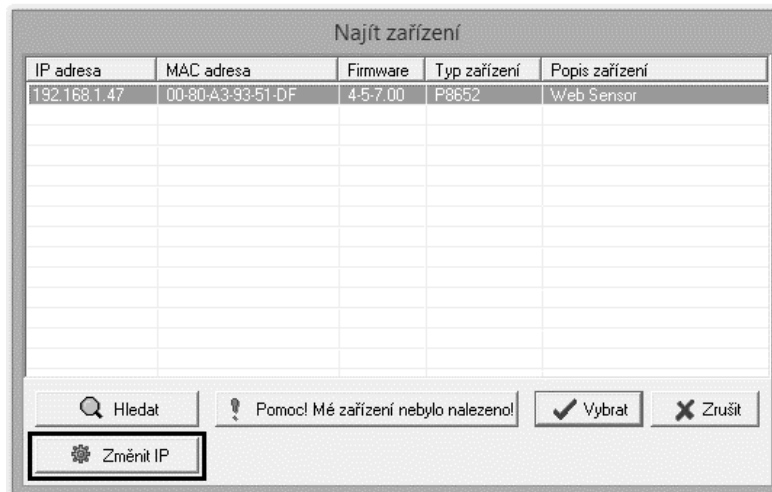 Najít zařízení
IP adresa MAC adresa Firmware Typ zařízení Popis zařízení
192.168.1.47 00-80-A3-93-51-DF 4-5-7.00 P8652 Web Sensor
Hledat Pomoc! Mé zařízení nebylo nalezeno! Vybrat Zrušit
Změnit IP